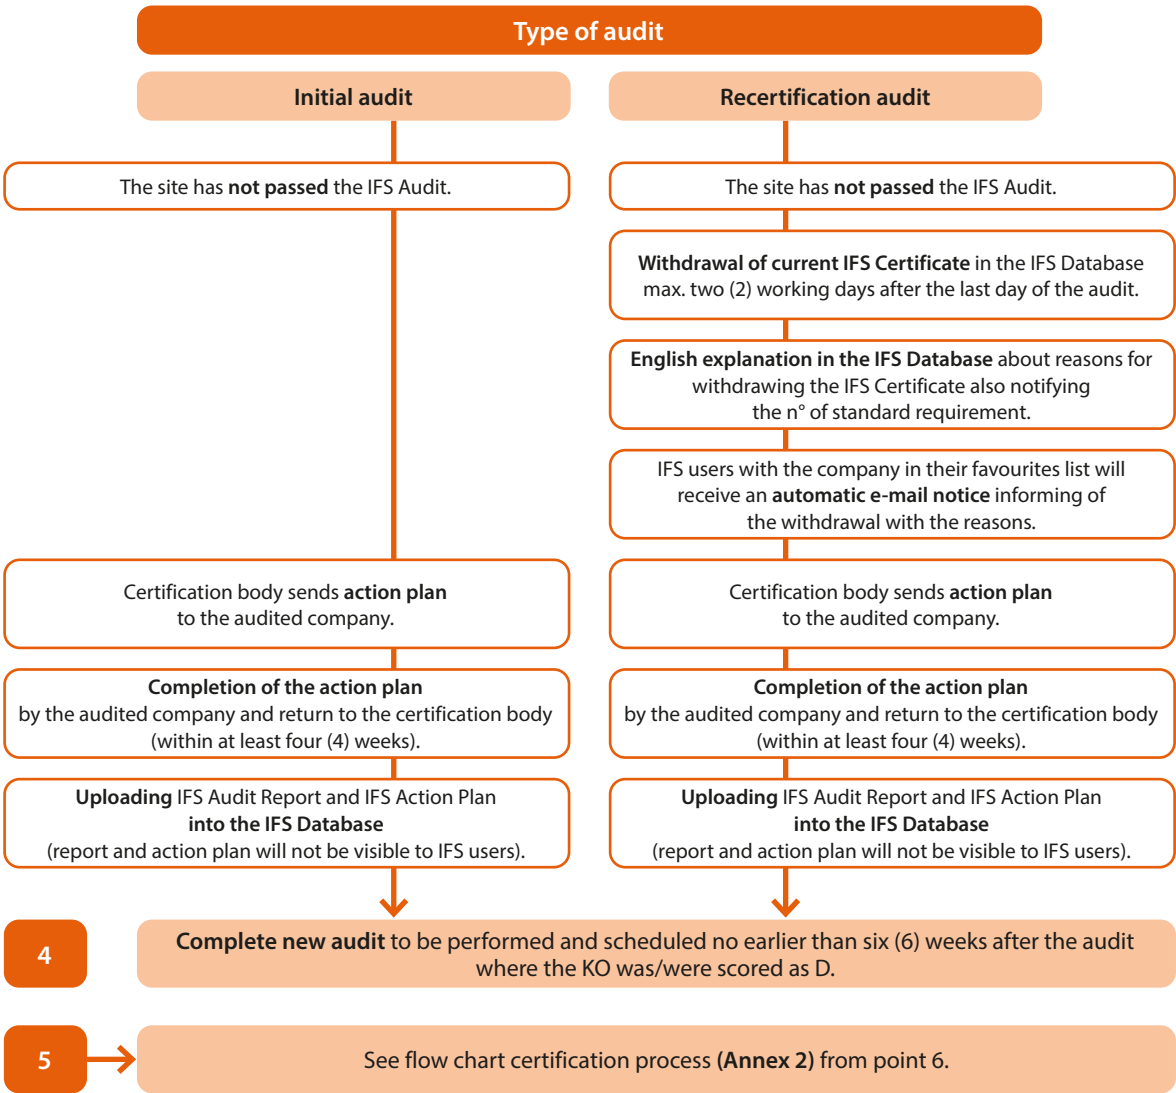 Type of audit
Initial audit
The site has not passed the IFS Audit.
Certification body sends action plan
to the audited company.
Completion of the action plan
by the audited company and return to the certification body
(within at least four (4) weeks).
Uploading IFS Audit Report and IFS Action Plan
into the IFS Database
(report and action plan will not be visible to IFS users).
Recertification audit
The site has not passed the IFS Audit.
Withdrawal of current IFS Certificate in the IFS Database
max. two (2) working days after the last day of the audit.
English explanation in the IFS Database about reasons for
withdrawing the IFS Certificate also notifying
the n° of standard requirement.
IFS users with the company in their favourites list will
receive an automatic e-mail notice informing of
the withdrawal with the reasons.
Certification body sends action plan
to the audited company.
Completion of the action plan
by the audited company and return to the certification body
(within at least four (4) weeks).
Uploading IFS Audit Report and IFS Action Plan
into the IFS Database
(report and action plan will not be visible to IFS users).
4
Complete new audit to be performed and scheduled no earlier than six (6) weeks after the audit
where the KO was/were scored as D.
5
See flow chart certification process (Annex 2) from point 6.